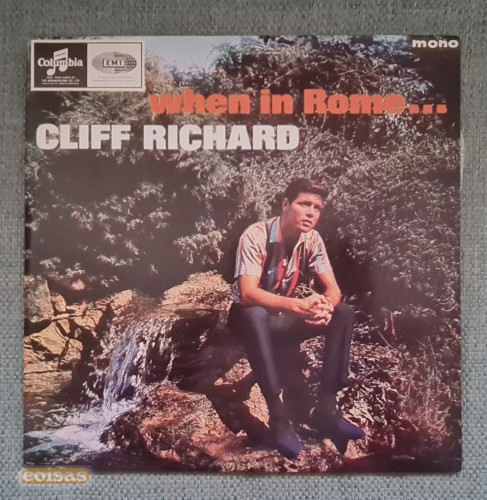 Columbia
EMI
mono
when in Rome...
CLIFF RICHARD
coisas